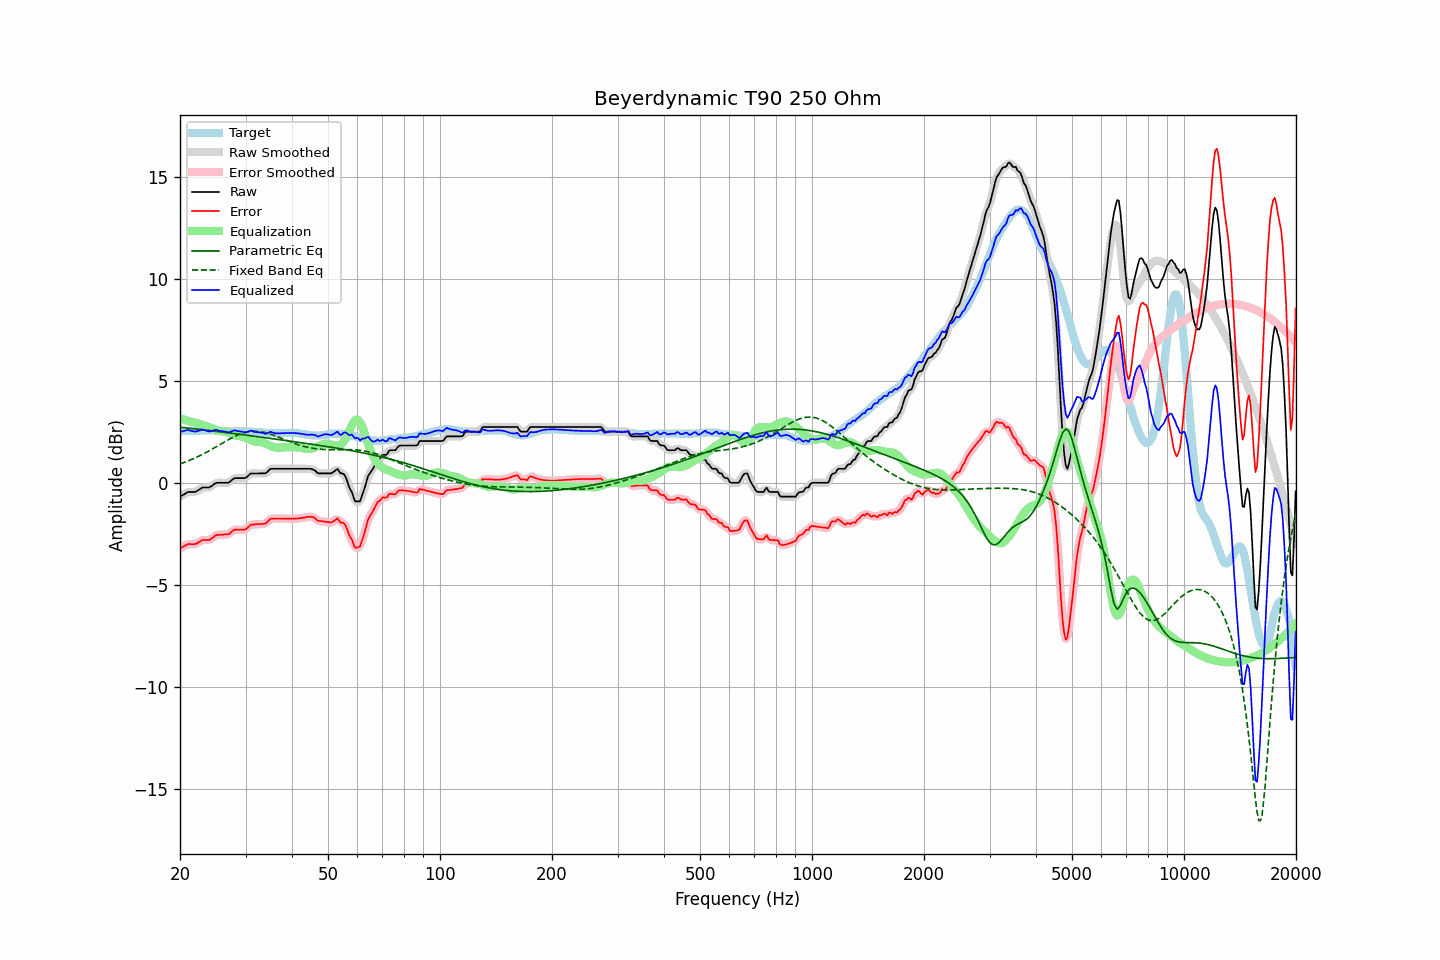 Beyerdynamic T90 250 Ohm
Target
Raw Smoothed
Error Smoothed
Raw
Error
Equalization
Parametric Eq
Fixed Band Eq
Equalized
15
10
5
0
−5
−10
−15
Amplitude (dBr)
20 50 100 200 500 1000 2000 5000 10000 20000
Frequency (Hz)